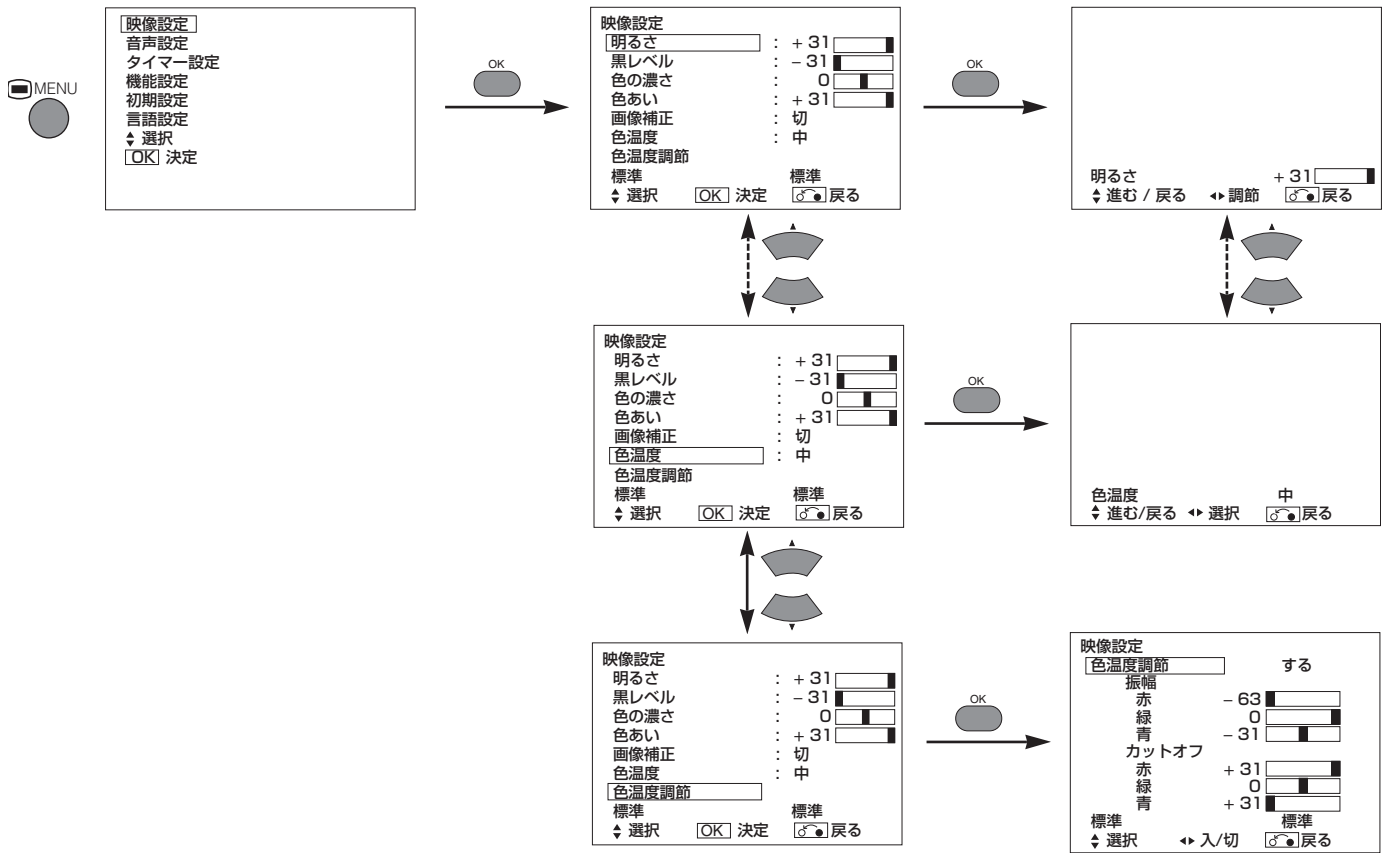 MENU
映像設定
音声設定
タイマー設定
機能設定
初期設定
言語設定
選択
OK 決定
OK
映像設定
明るさ : + 31
黒レベル : – 31
色の濃さ : 0
色あい : + 31
画像補正 : 切
色温度 : 中
色温度調節
標準 標準
選択 OK 決定 戻る
OK
明るさ + 31
進む / 戻る 調節 戻る
映像設定
明るさ : + 31
黒レベル : – 31
色の濃さ : 0
色あい : + 31
画像補正 : 切
色温度 : 中
色温度調節
標準 標準
選択 OK 決定 戻る
OK
色温度 中
進む/戻る 選択 戻る
映像設定
明るさ : + 31
黒レベル : – 31
色の濃さ : 0
色あい : + 31
画像補正 : 切
色温度 : 中
色温度調節
標準 標準
選択 OK 決定 戻る
OK
映像設定
色温度調節 する
振幅
赤 – 63
緑 0
青 – 31
カットオフ
赤 + 31
緑 0
青 + 31
標準 標準
選択 入/切 戻る